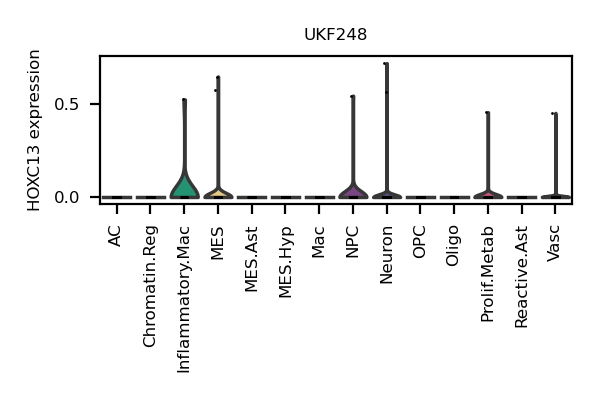 UKF248
HOXC13 expression
0.5
0.0
AC
Chromatin.Reg
Inflammatory.Mac
MES
MES.Ast
MES.Hyp
Mac
NPC
Neuron
OPC
Oligo
Prolif.Metab
Reactive.Ast
Vasc